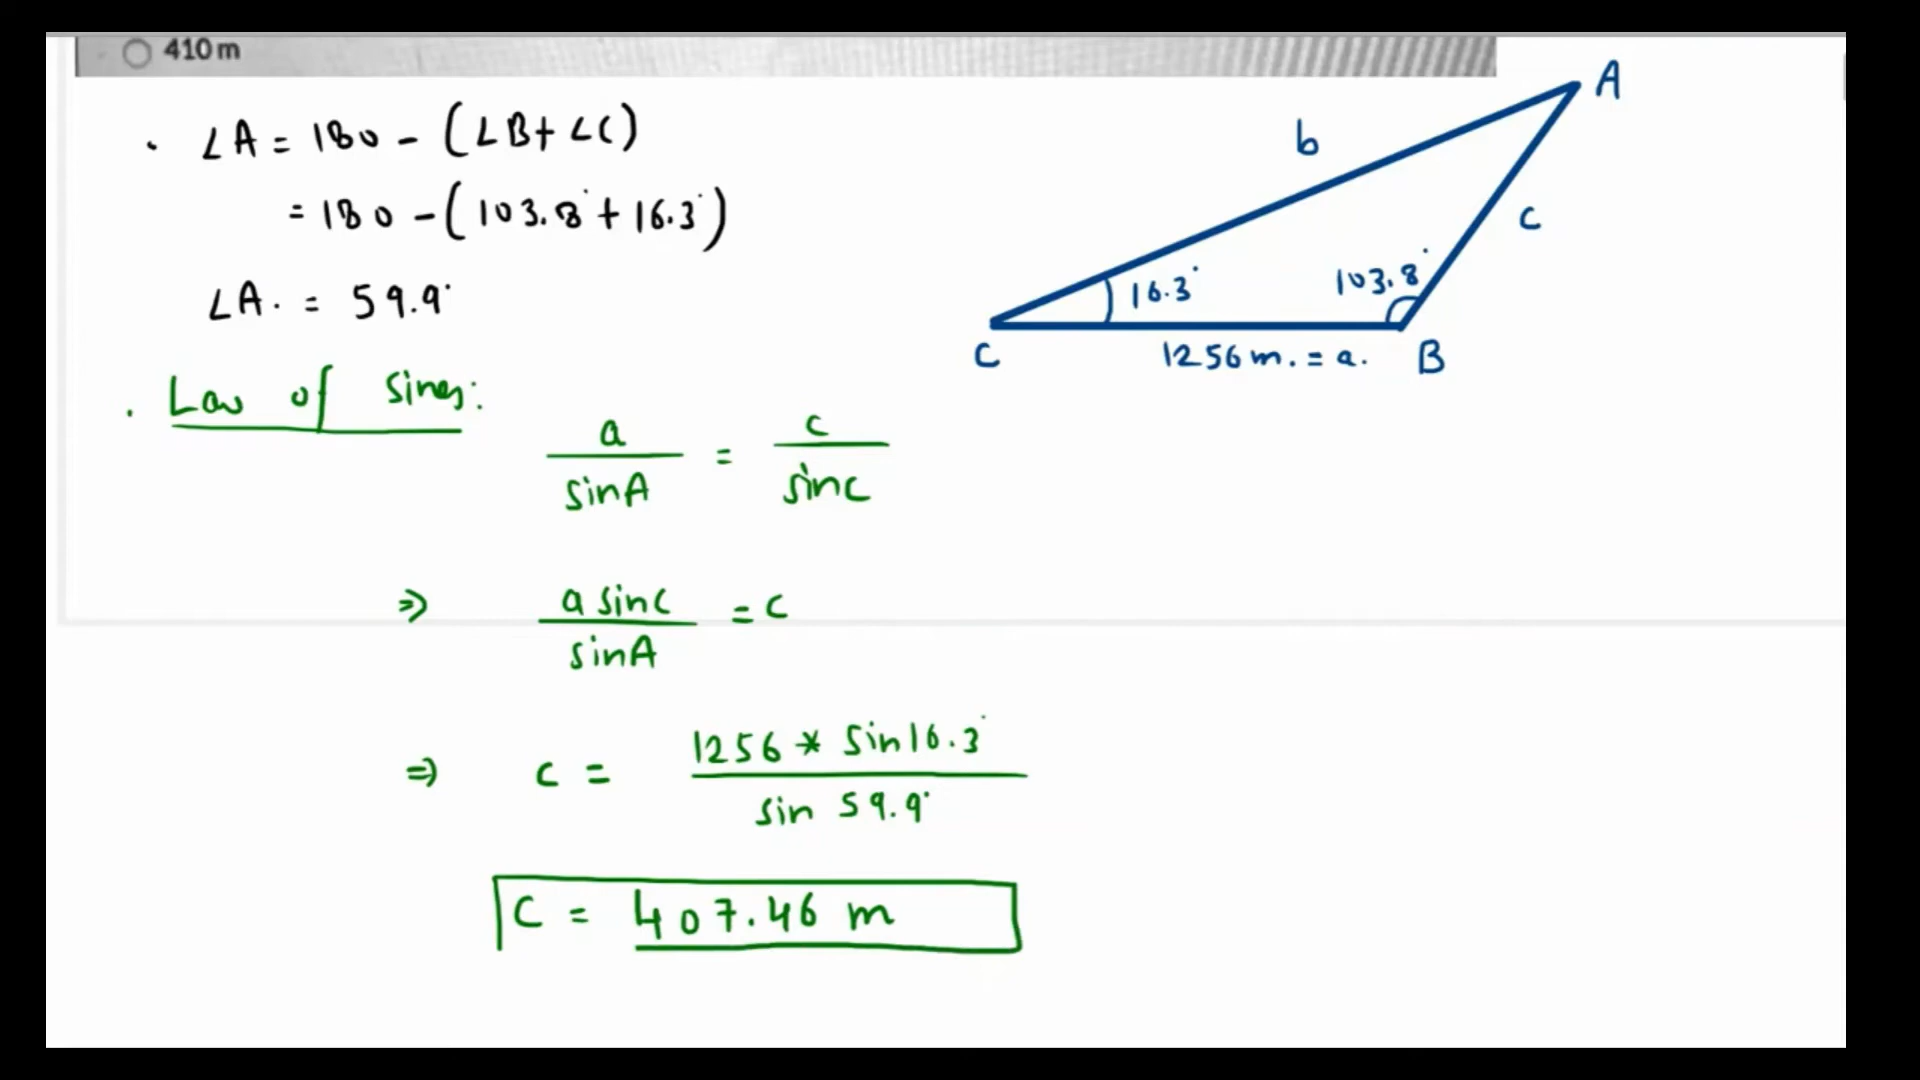 410 m
∠A = 180 - (∠B + ∠C)
= 180 - (103.8° + 16.3°)
∠A. = 59.9°
A
b
c
16.3°
103.8°
C
1256 m. = a.
B
. Law of Sines:
a/sinA = c/sinc
⇒ a sinc/sinA = c
⇒ c = 1256 * Sin16.3°/sin 59.9°
C = 407.46 m